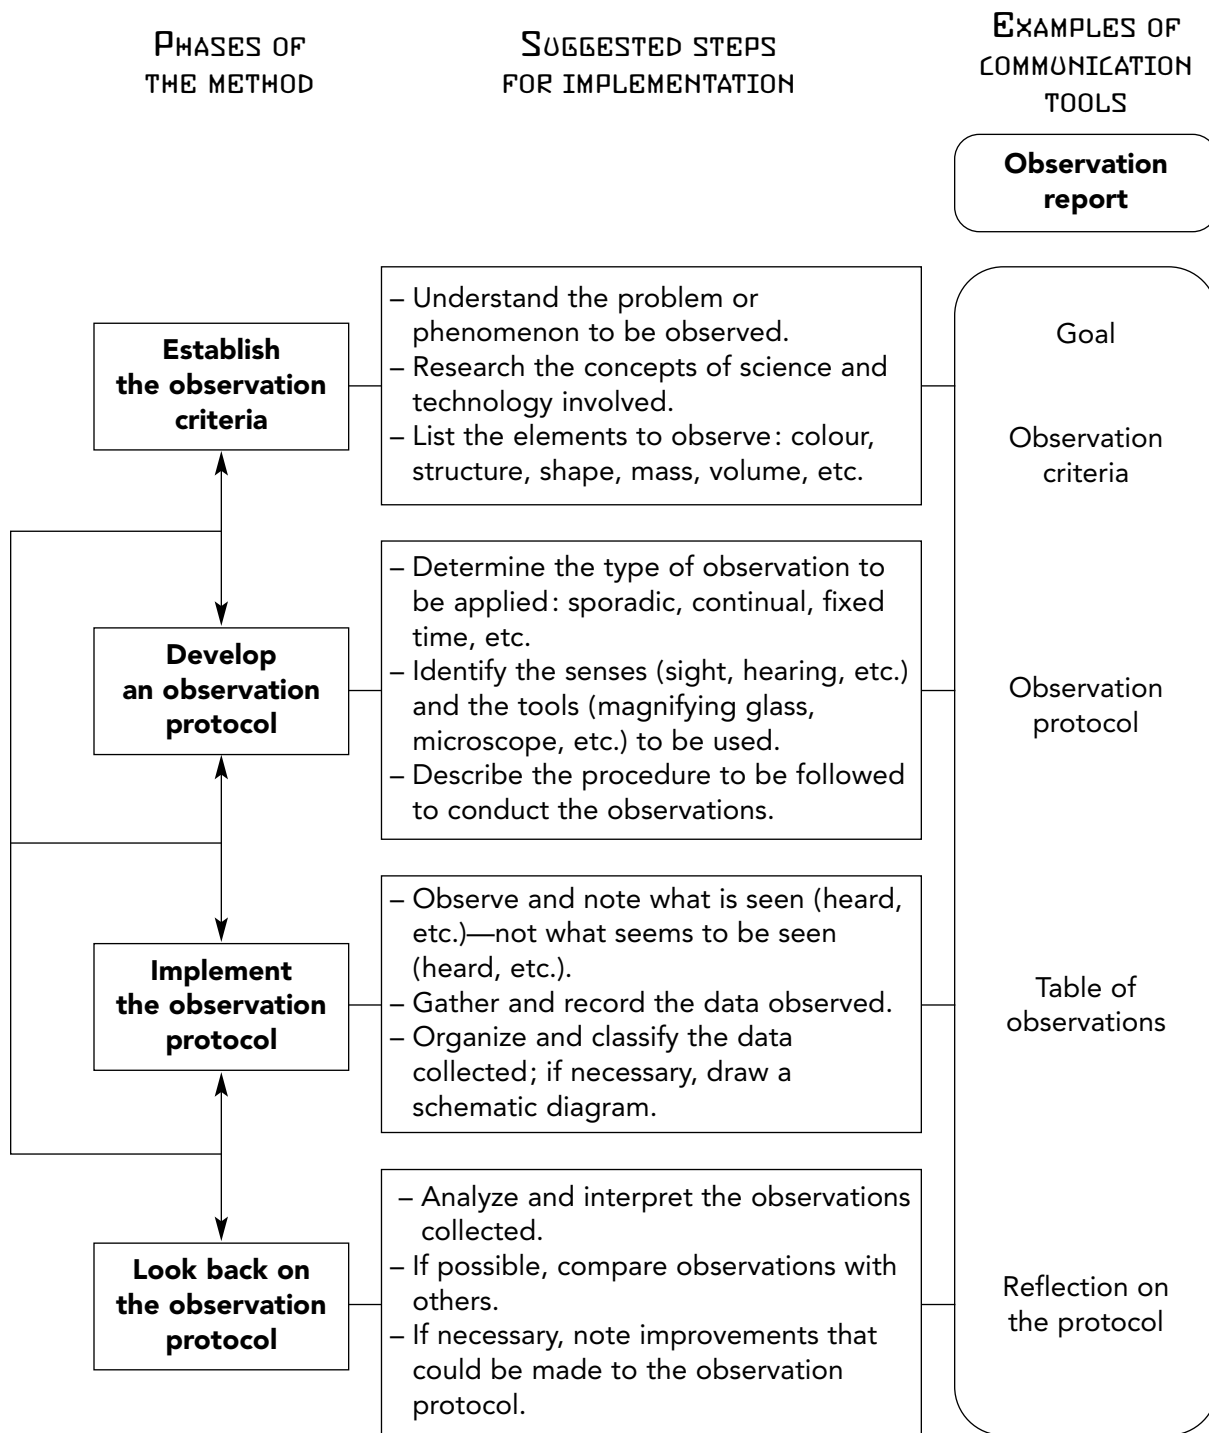 PHASES OF
THE METHOD
SUGGESTED STEPS
FOR IMPLEMENTATION
EXAMPLES OF
COMMUNICATION
TOOLS
Observation
report
Establish
the observation
criteria
– Understand the problem or
phenomenon to be observed.
– Research the concepts of science and
technology involved.
– List the elements to observe: colour,
structure, shape, mass, volume, etc.
Goal
Observation
criteria
Develop
an observation
protocol
– Determine the type of observation to
be applied: sporadic, continual, fixed
time, etc.
– Identify the senses (sight, hearing, etc.)
and the tools (magnifying glass,
microscope, etc.) to be used.
– Describe the procedure to be followed
to conduct the observations.
Observation
protocol
Implement
the observation
protocol
– Observe and note what is seen (heard,
etc.)—not what seems to be seen
(heard, etc.).
– Gather and record the data observed.
– Organize and classify the data
collected; if necessary, draw a
schematic diagram.
Table of
observations
Look back on
the observation
protocol
– Analyze and interpret the observations
collected.
– If possible, compare observations with
others.
– If necessary, note improvements that
could be made to the observation
protocol.
Reflection on
the protocol